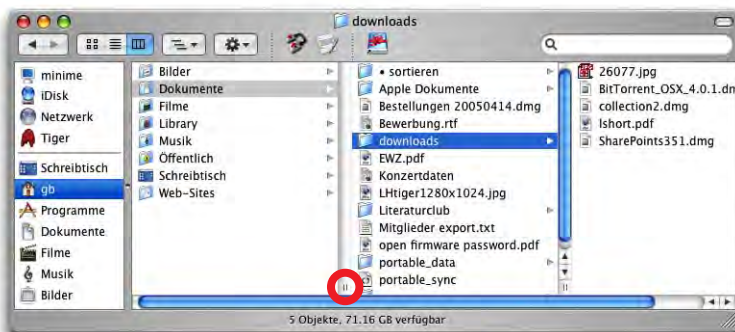 downloads
minime
iDisk
Netzwerk
Tiger
Schreibtisch
gb
Programme
Dokumente
Filme
Musik
Bilder
Bilder
Dokumente
Filme
Library
Musik
Öffentlich
Schreibtisch
Web-Sites
• sortieren
Apple Dokumente
Bestellungen 20050414.dmg
Bewerbung.rtf
downloads
EWZ.pdf
Konzertdaten
LHtiger1280x1024.jpg
Literaturclub
Mitglieder export.txt
open firmware password.pdf
portable_data
portable_sync
26077.jpg
BitTorrent_OSX_4.0.1.dm
collection2.dmg
lshort.pdf
SharePoints351.dmg
5 Objekte, 71.16 GB verfügbar